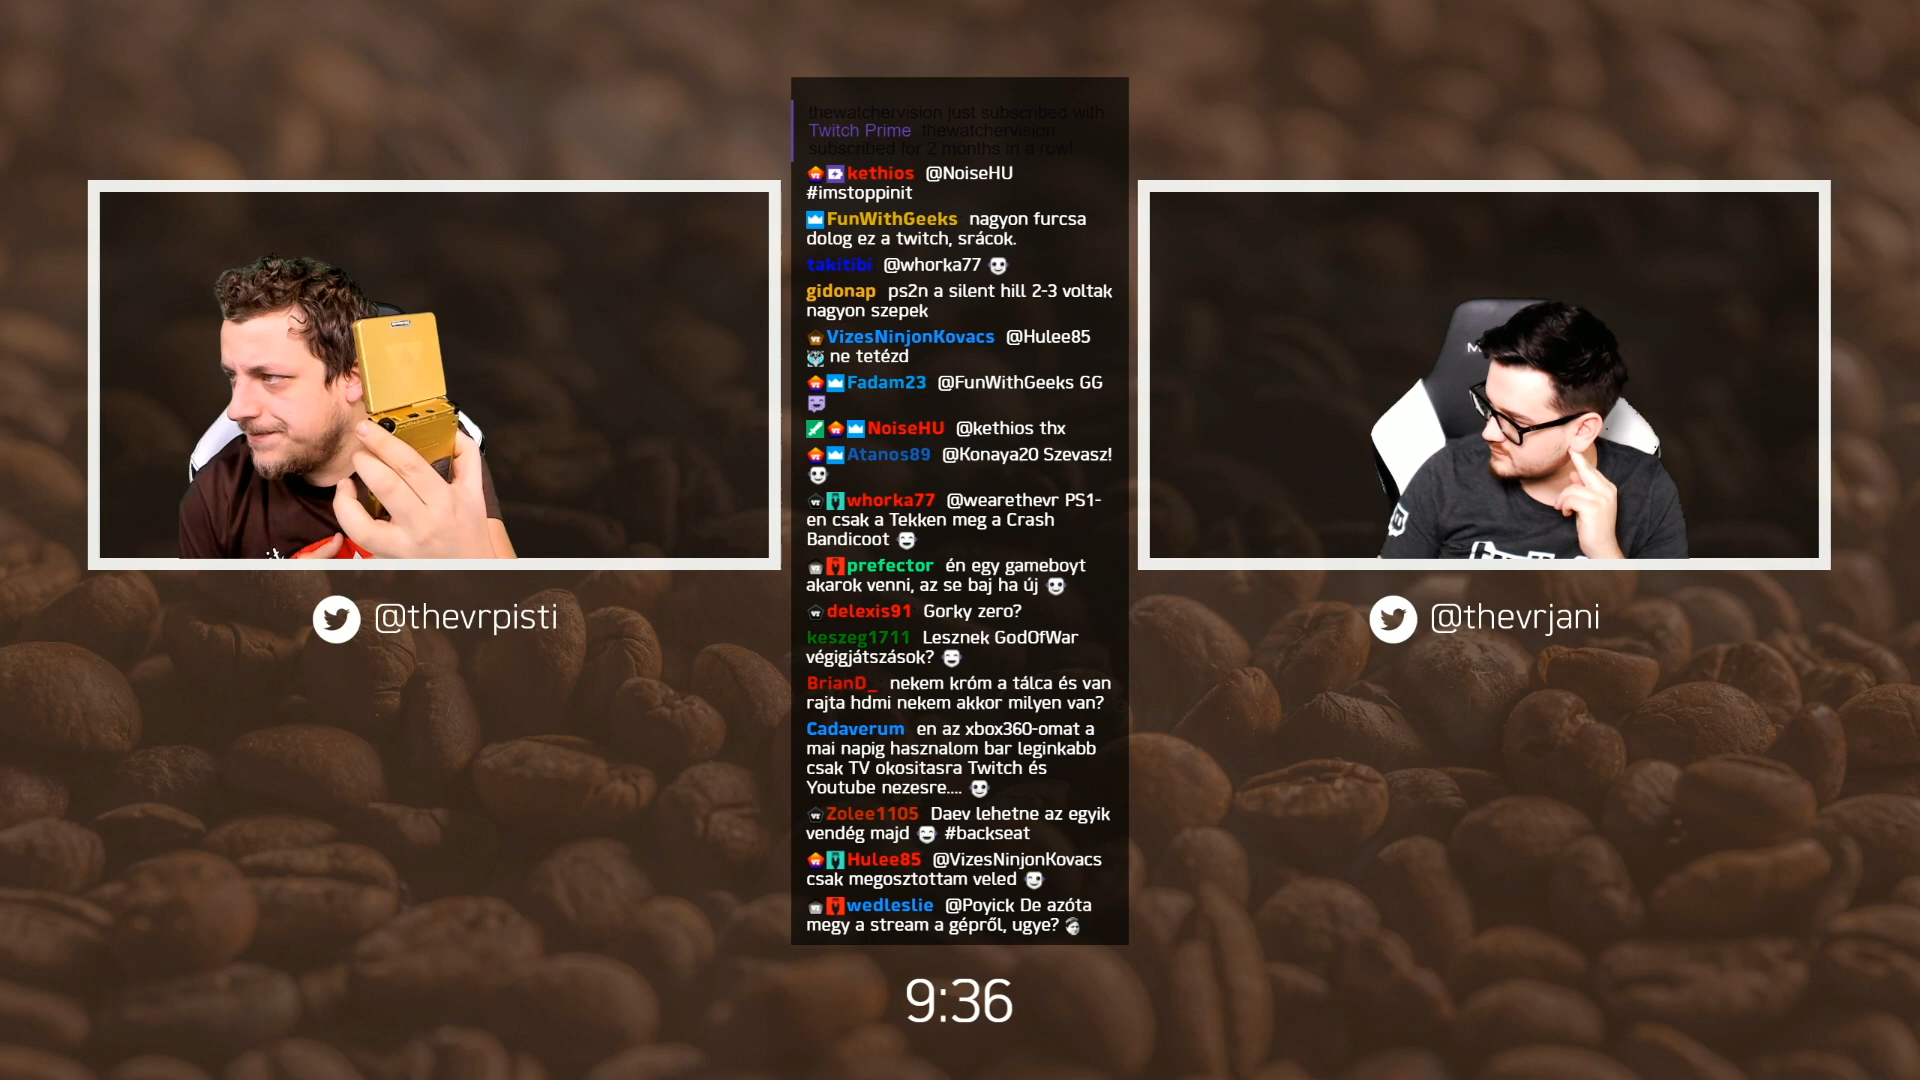 thewatchervision just subscribed with
Twitch Prime thewatchervision
subscribed for 2 months in a row!
kethios @NoiseHU
#imstoppinit
FunWithGeeks nagyon furcsa
dolog ez a twitch, srácok.
takitibi @whorka77
gidonap ps2n a silent hill 2-3 voltak
nagyon szepek
VizesNinjonKovacs @Hulee85
ne tetézd
Fadam23 @FunWithGeeks GG
NoiseHU @kethios thx
Atanos89 @Konaya20 Szevasz!
whorka77 @wearethevr PS1-
en csak a Tekken meg a Crash
Bandicoot
prefector én egy gameboyt
akarok venni, az se baj ha új
delexis91 Gorky zero?
keszeg1711 Lesznek GodOfWar
végigjátszások?
BrianD_ nekem króm a tálca és van
rajta hdmi nekem akkor milyen van?
Cadaverum en az xbox360-omat a
mai napig hasznalom bar leginkabb
csak TV okositasra Twitch és
Youtube nezesre....
Zolee1105 Daev lehetne az egyik
vendég majd #backseat
Hulee85 @VizesNinjonKovacs
csak megosztottam veled
wedleslie @Poyick De azóta
megy a stream a gépről, ugye?
@thevrpisti
@thevrjani
9:36